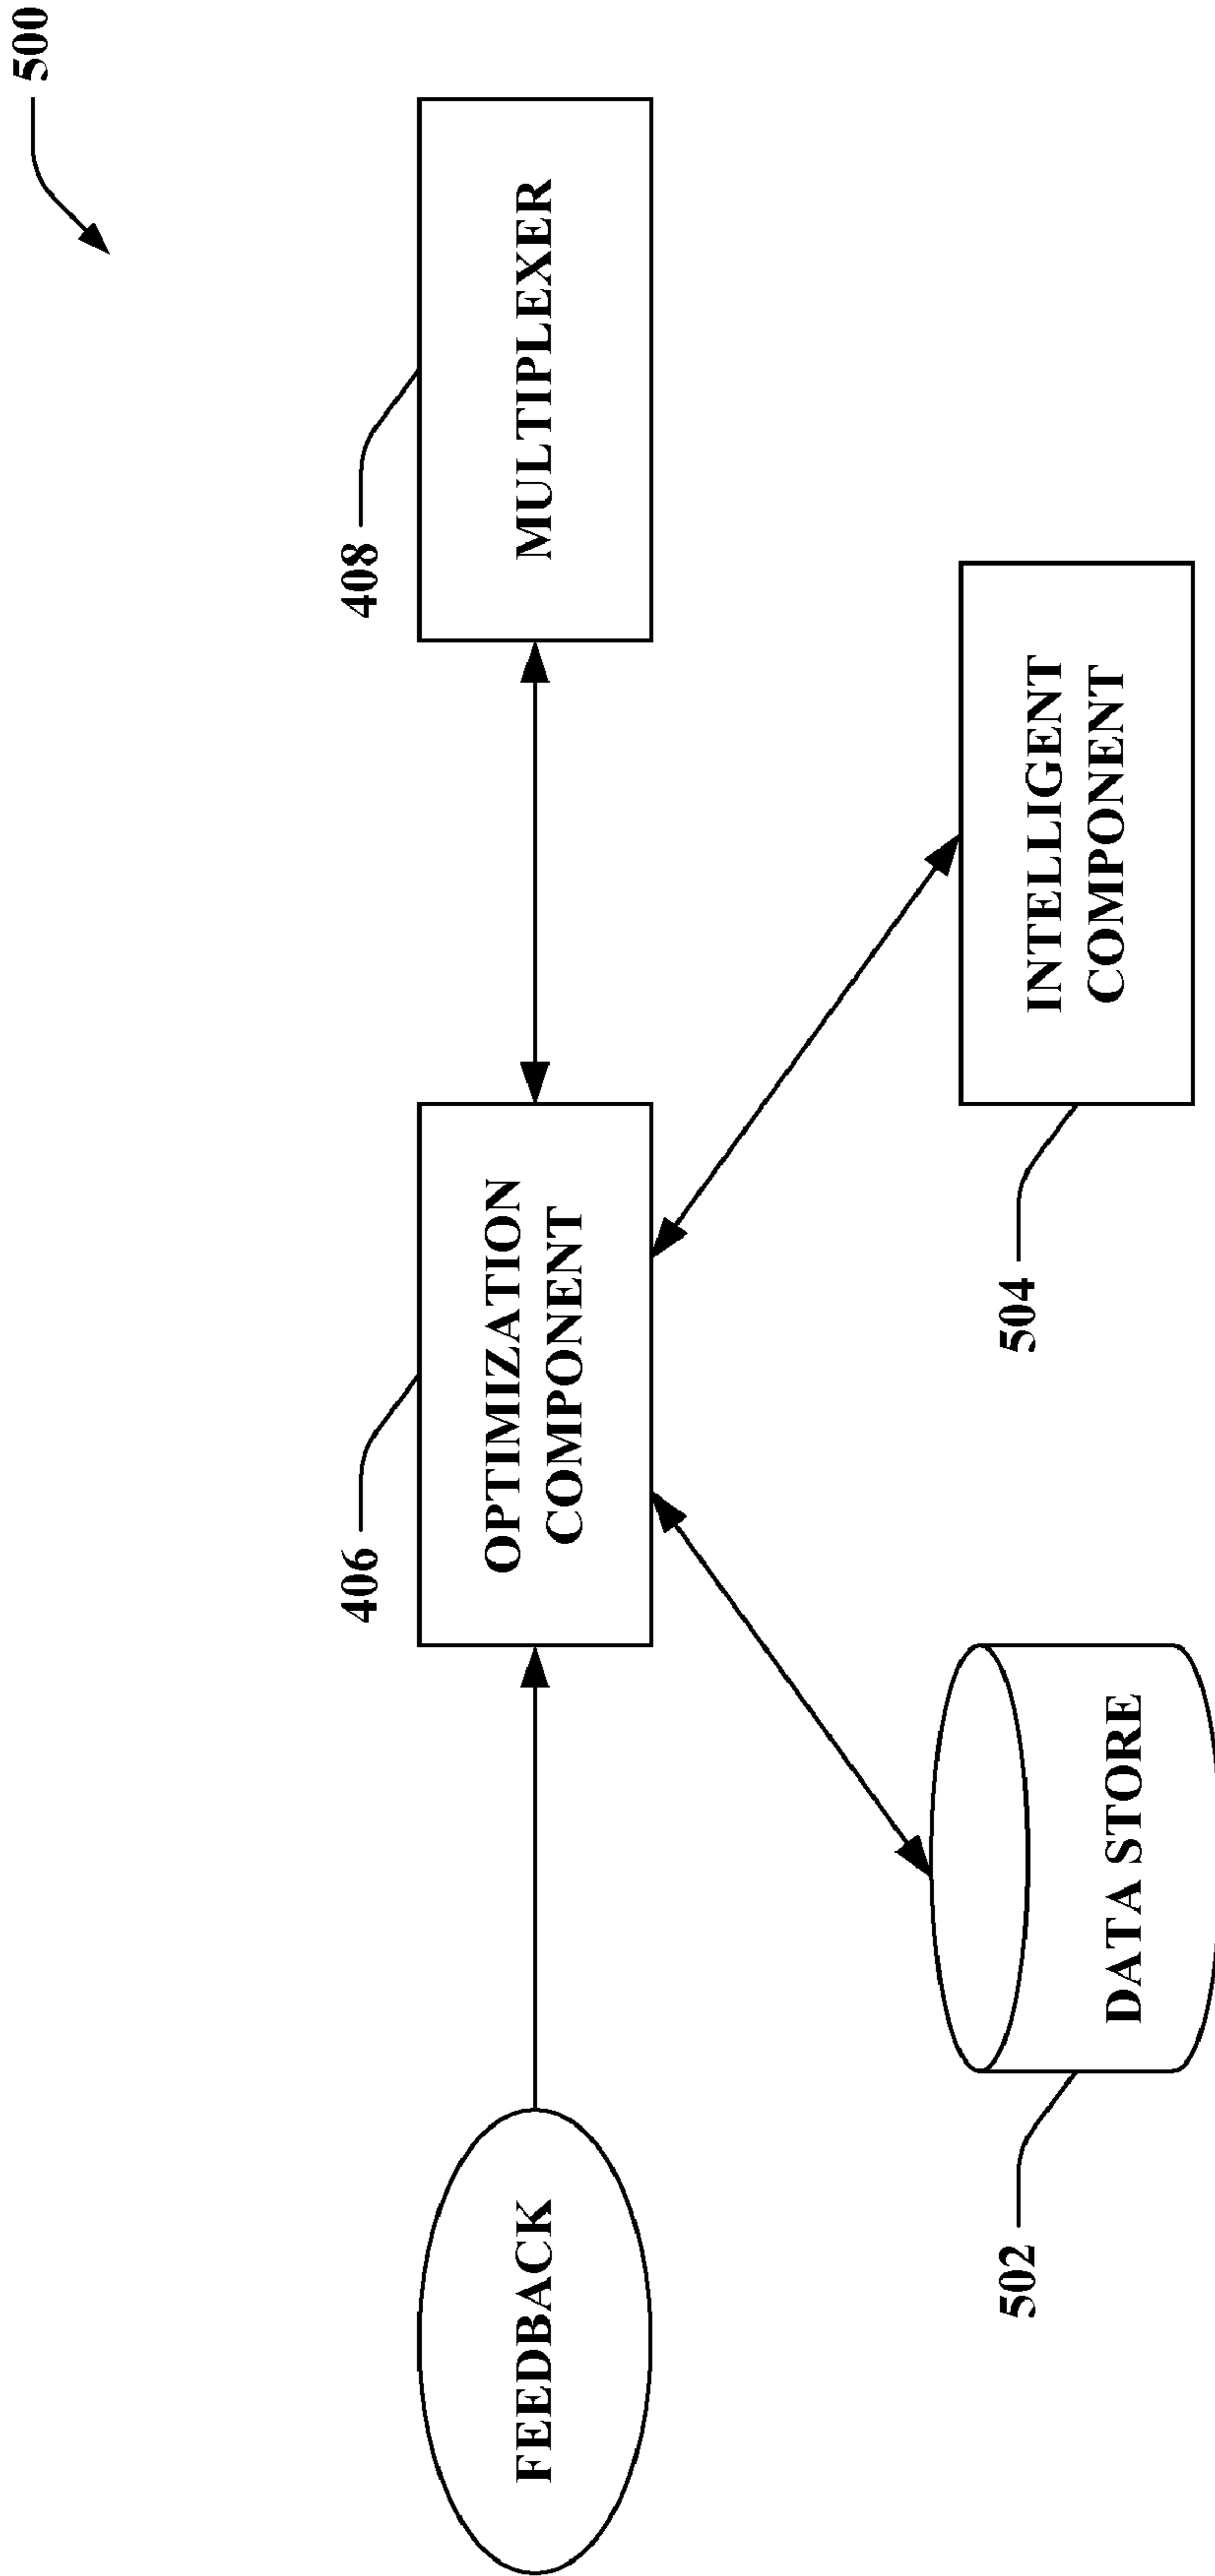 500
406
408
FEEDBACK
OPTIMIZATION
COMPONENT
MULTIPLEXER
502
504
DATA STORE
INTELLIGENT
COMPONENT